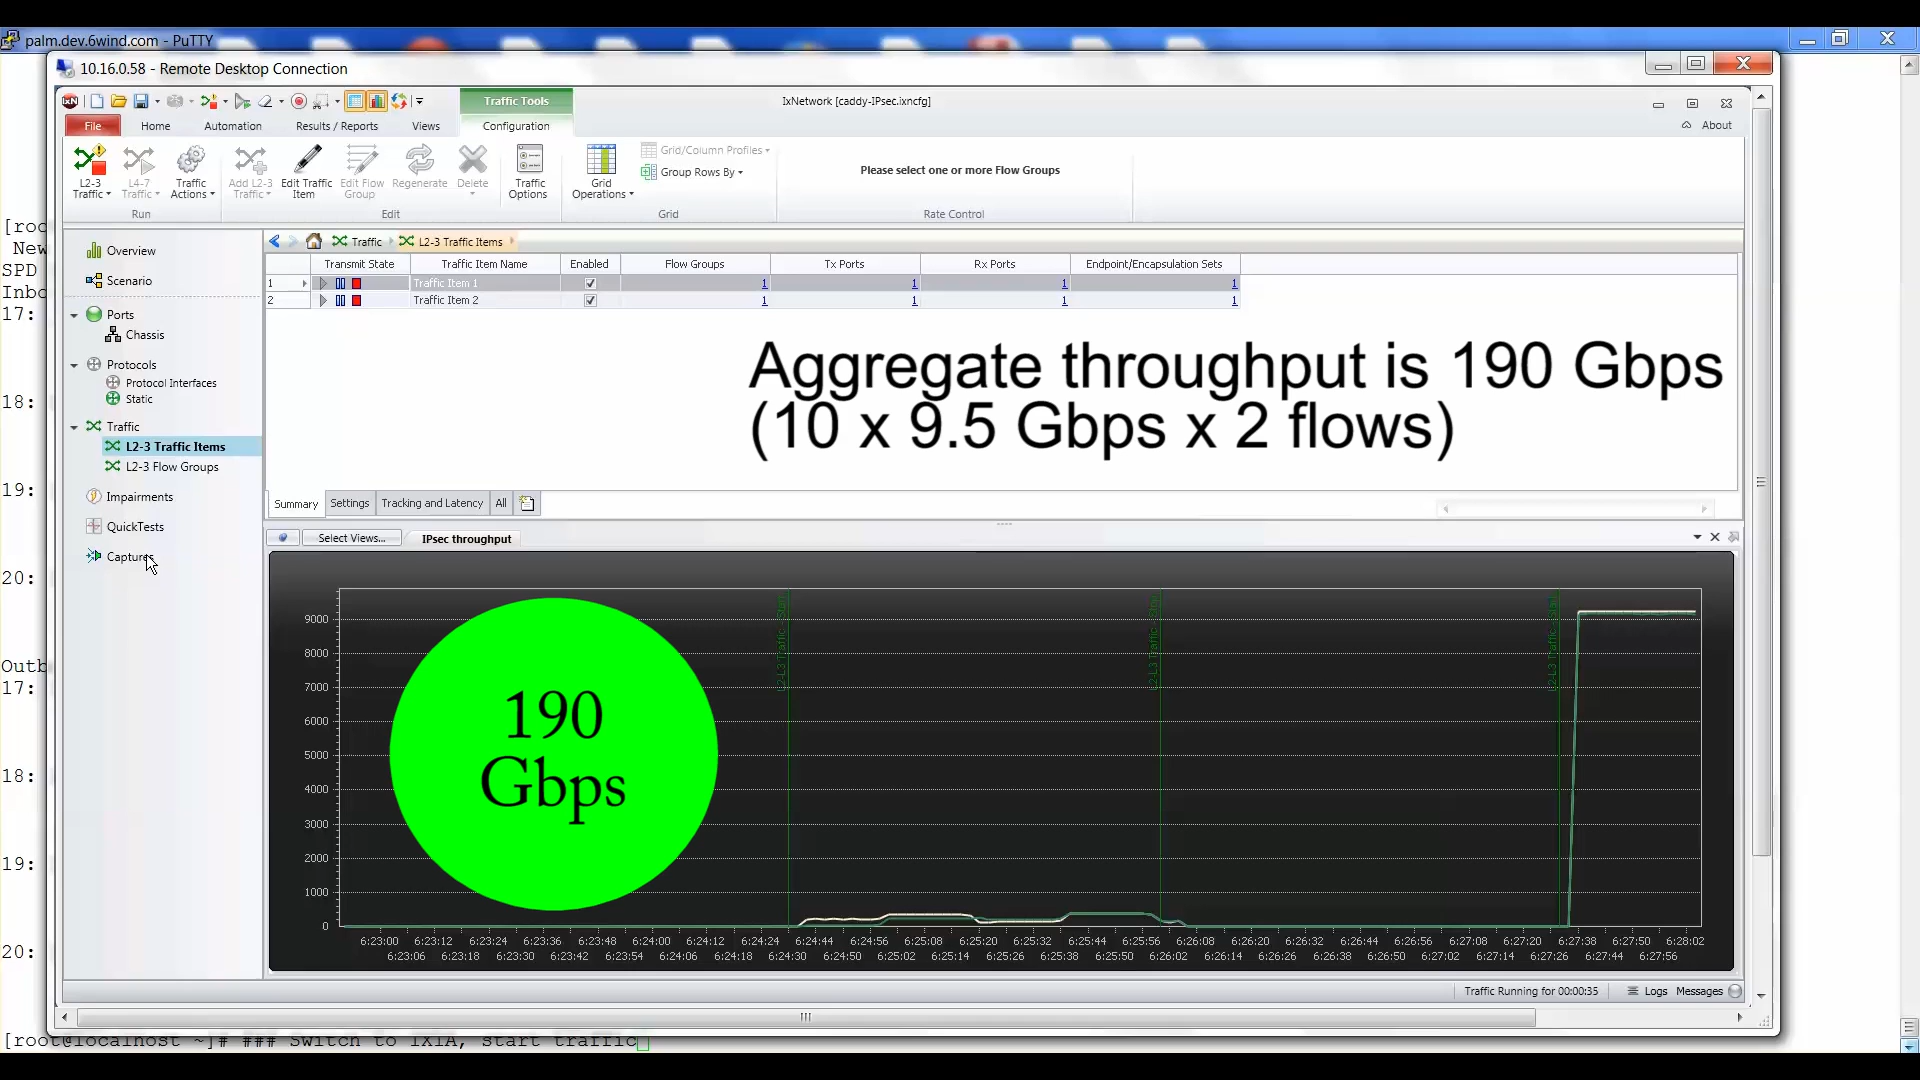 palm.dev.6wind.com - PuTTY
10.16.0.58 - Remote Desktop Connection
IxN
Traffic Tools
IxNetwork [caddy-IPsec.ixncfg]
File Home Automation Results / Reports Views Configuration About
L2-3 Traffic
L4-7 Traffic
Traffic Actions
Add L2-3 Traffic
Edit Traffic Item
Edit Flow Group
Regenerate
Delete
Traffic Options
Grid Operations
Grid/Column Profiles
Group Rows By
Please select one or more Flow Groups
Run Edit Grid Rate Control
Overview
Scenario
Ports
Chassis
Protocols
Protocol Interfaces
Static
Traffic
L2-3 Traffic Items
L2-3 Flow Groups
Impairments
QuickTests
Captures
Traffic L2-3 Traffic Items
Transmit State Traffic Item Name Enabled Flow Groups Tx Ports Rx Ports Endpoint/Encapsulation Sets
1 Traffic Item 1 1 1 1 1
2 Traffic Item 2 1 1 1 1
Aggregate throughput is 190 Gbps
(10 x 9.5 Gbps x 2 flows)
Summary Settings Tracking and Latency All
Select Views... IPsec throughput
9000
8000
7000
6000
5000
4000
3000
2000
1000
0
190
Gbps
6:23:00 6:23:12 6:23:24 6:23:36 6:23:48 6:24:00 6:24:12 6:24:24 6:24:44 6:24:56 6:25:08 6:25:20 6:25:32 6:25:44 6:25:56 6:26:08 6:26:20 6:26:32 6:26:44 6:26:56 6:27:08 6:27:20 6:27:38 6:27:50 6:28:02
6:23:06 6:23:18 6:23:30 6:23:42 6:23:54 6:24:06 6:24:18 6:24:30 6:24:50 6:25:02 6:25:14 6:25:26 6:25:38 6:25:50 6:26:02 6:26:14 6:26:26 6:26:38 6:26:50 6:27:02 6:27:14 6:27:26 6:27:44 6:27:56
Traffic Running for 00:00:35 Logs Messages
[roo
New
SPD
Inbo
17:
18:
19:
20:
Outb
17:
18:
19:
20:
[root@localhost ~]# ### Switch to IXIA, start traffic